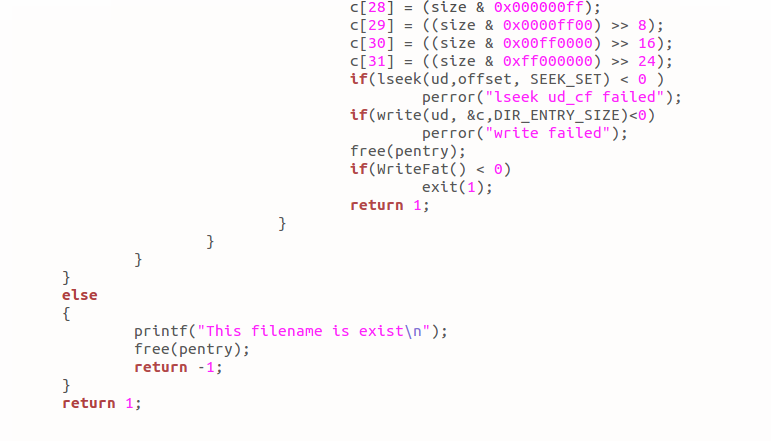 c[28] = (size & 0x000000ff);
c[29] = ((size & 0x0000ff00) >> 8);
c[30] = ((size & 0x00ff0000) >> 16);
c[31] = ((size & 0xff000000) >> 24);
if(lseek(ud,offset, SEEK_SET) < 0 )
perror("lseek ud_cf failed");
if(write(ud, &c,DIR_ENTRY_SIZE)<0)
perror("write failed");
free(pentry);
if(WriteFat() < 0)
exit(1);
return 1;
}
}
}
}
else
{
printf("This filename is exist\n");
free(pentry);
return -1;
}
return 1;